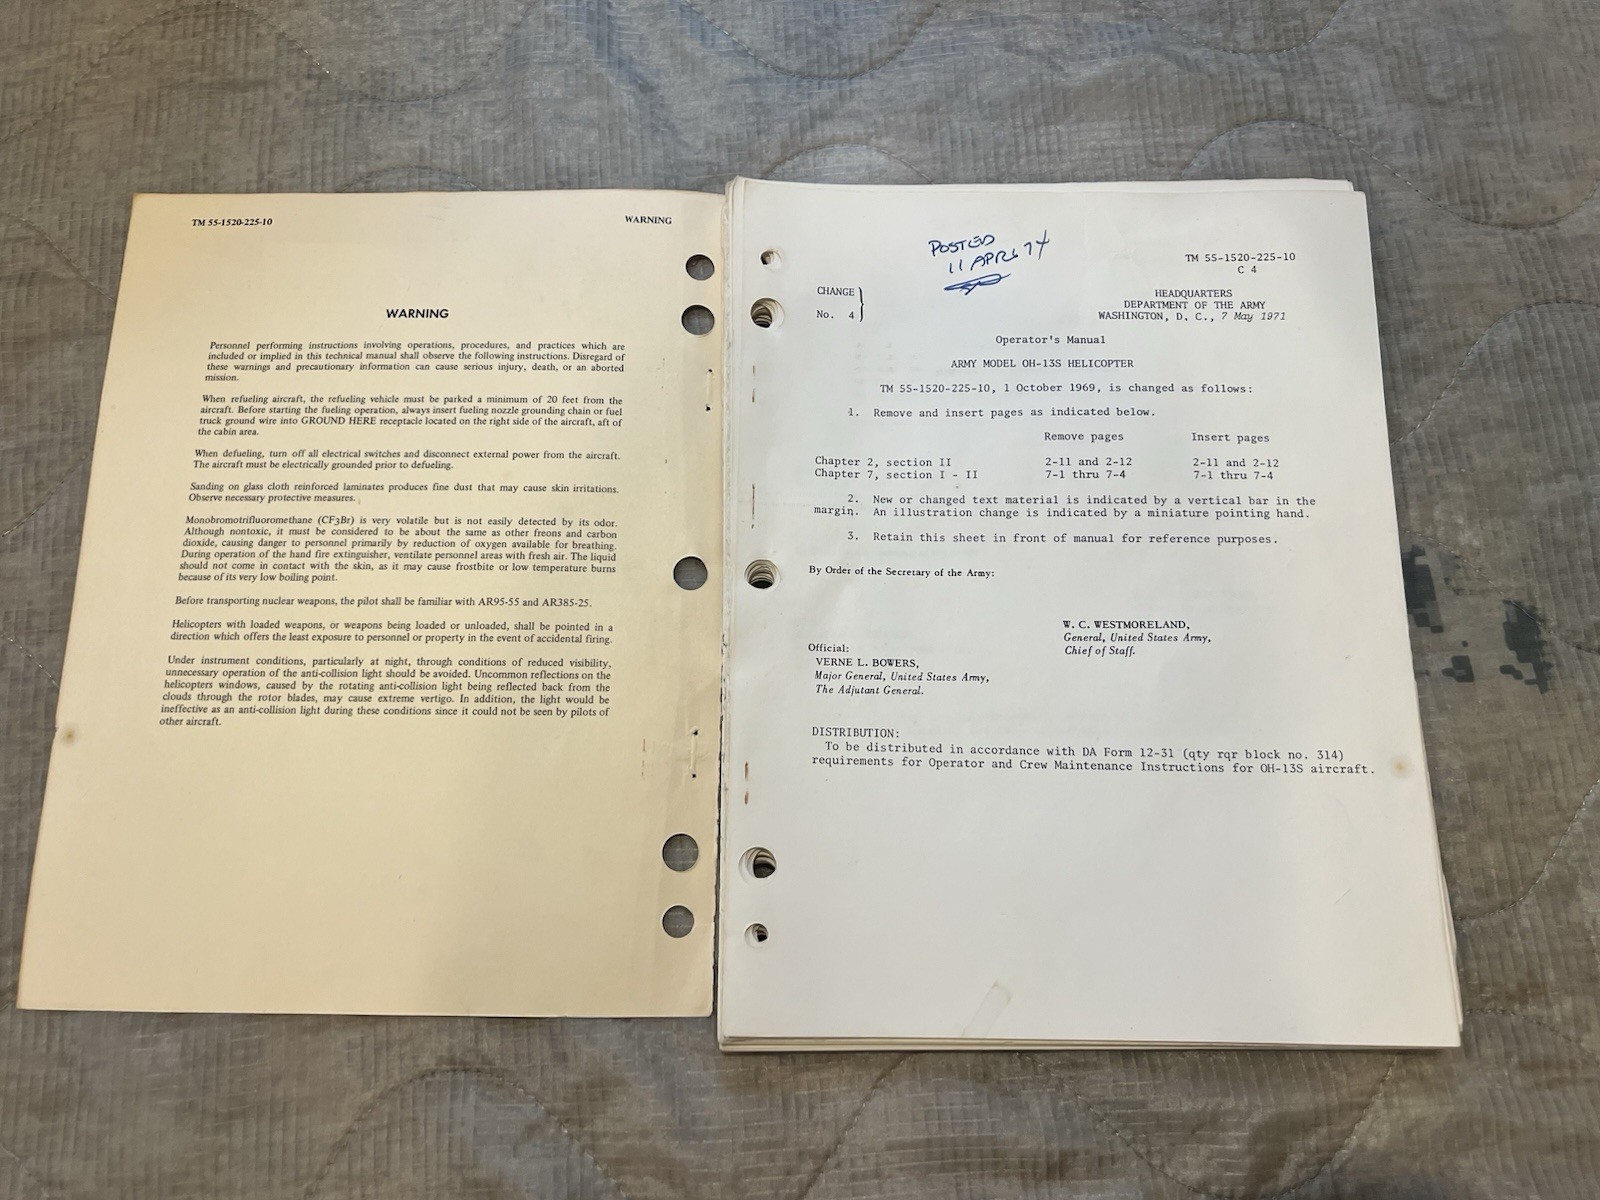 TM 55-1520-225-10 WARNING
WARNING
Personnel performing instructions involving operations, procedures, and practices which are
included or implied in this technical manual shall observe the following instructions. Disregard of
these warnings and precautionary information can cause serious injury, death, or an aborted
mission.
When refueling aircraft, the refueling vehicle must be parked a minimum of 20 feet from the
aircraft. Before starting the fueling operation, always insert fueling nozzle grounding chain or fuel
truck ground wire into GROUND HERE receptacle located on the right side of the aircraft, aft of
the cabin area.
When defueling, turn off all electrical switches and disconnect external power from the aircraft.
The aircraft must be electrically grounded prior to defueling.
Sanding on glass cloth reinforced laminates produces fine dust that may cause skin irritations.
Observe necessary protective measures.
Monobromotrifluoromethane (CF3Br) is very volatile but is not easily detected by its odor.
Although nontoxic, it must be considered to be about the same as other freons and carbon
dioxide, causing danger to personnel primarily by reduction of oxygen available for breathing.
During operation of the hand fire extinguisher, ventilate personnel areas with fresh air. The liquid
should not come in contact with the skin, as it may cause frostbite or low temperature burns
because of its very low boiling point.
Before transporting nuclear weapons, the pilot shall be familiar with AR95-55 and AR385-25.
Helicopters with loaded weapons, or weapons being loaded or unloaded, shall be pointed in a
direction which offers the least exposure to personnel or property in the event of accidental firing.
Under instrument conditions, particularly at night, through conditions of reduced visibility,
unnecessary operation of the anti-collision light should be avoided. Uncommon reflections on the
helicopters windows, caused by the rotating anti-collision light being reflected back from the
clouds through the rotor blades, may cause extreme vertigo. In addition, the light would be
ineffective as an anti-collision light during these conditions since it could not be seen by pilots of
other aircraft.
POSTED
11 APRL 74
TM 55-1520-225-10
C 4
CHANGE
No. 4
HEADQUARTERS
DEPARTMENT OF THE ARMY
WASHINGTON, D. C., 7 May 1971
Operator's Manual
ARMY MODEL OH-13S HELICOPTER
TM 55-1520-225-10, 1 October 1969, is changed as follows:
1. Remove and insert pages as indicated below.
Remove pages Insert pages
Chapter 2, section II 2-11 and 2-12 2-11 and 2-12
Chapter 7, section I - II 7-1 thru 7-4 7-1 thru 7-4
2. New or changed text material is indicated by a vertical bar in the
margin. An illustration change is indicated by a miniature pointing hand.
3. Retain this sheet in front of manual for reference purposes.
By Order of the Secretary of the Army:
W. C. WESTMORELAND,
General, United States Army,
Chief of Staff.
Official:
VERNE L. BOWERS,
Major General, United States Army,
The Adjutant General.
DISTRIBUTION:
To be distributed in accordance with DA Form 12-31 (qty rqr block no. 314)
requirements for Operator and Crew Maintenance Instructions for OH-13S aircraft.